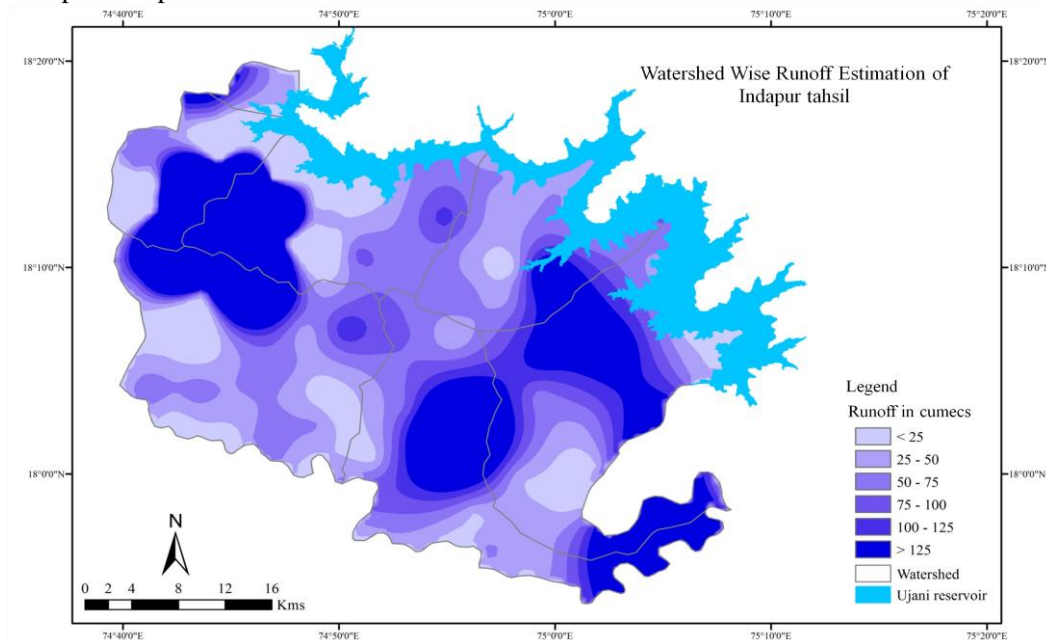 74°40'0"E 74°50'0"E 75°0'0"E 75°10'0"E 75°20'0"E
18°20'0"N 18°20'0"N
Watershed Wise Runoff Estimation of
Indapur tahsil
18°10'0"N 18°10'0"N
Legend
Runoff in cumecs
< 25
25 - 50
50 - 75
75 - 100
100 - 125
> 125
Watershed
Ujani reservoir
18°0'0"N 18°0'0"N
N
0 2 4 8 12 16
Kms
74°40'0"E 74°50'0"E 75°0'0"E 75°10'0"E 75°20'0"E